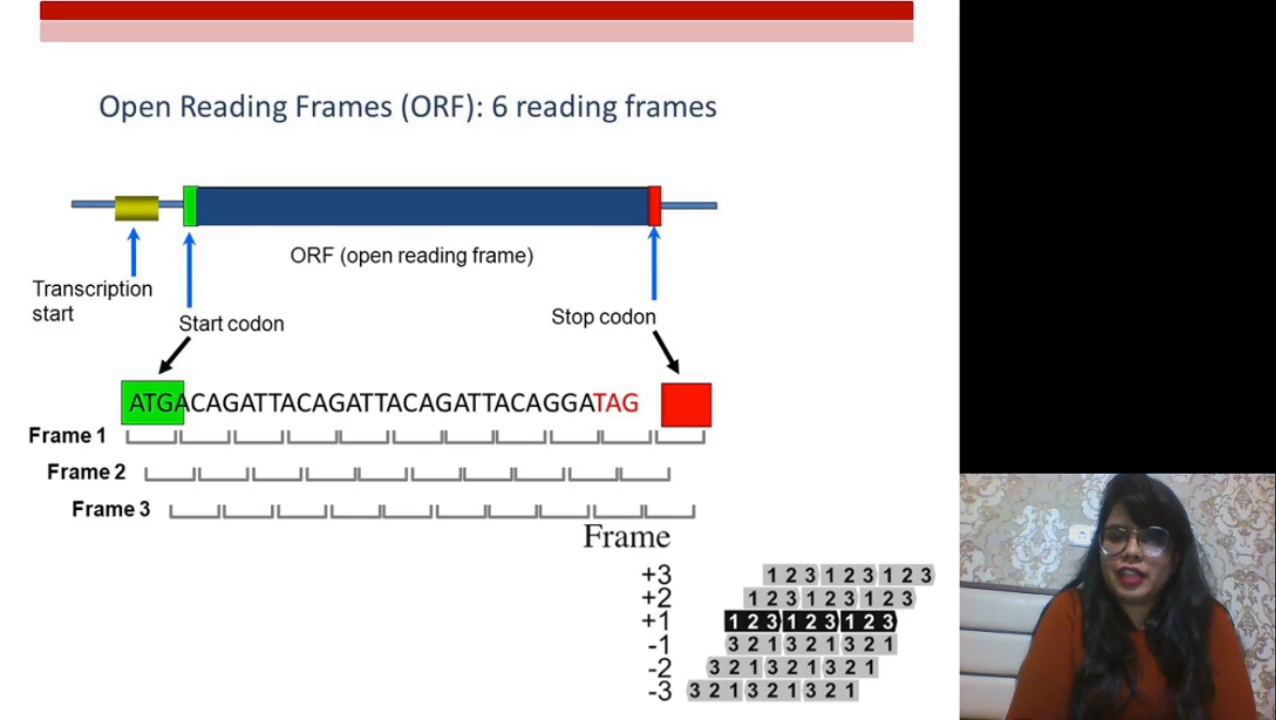 Open Reading Frames (ORF): 6 reading frames
ORF (open reading frame)
Transcription
start
Start codon
Stop codon
ATGACAGATTACAGATTACAGATTACAGGATAG
Frame 1
Frame 2
Frame 3
Frame
+3 1 2 3 1 2 3 1 2 3
+2 1 2 3 1 2 3 1 2 3
+1 1 2 3 1 2 3 1 2 3
-1 3 2 1 3 2 1 3 2 1
-2 3 2 1 3 2 1 3 2 1
-3 3 2 1 3 2 1 3 2 1